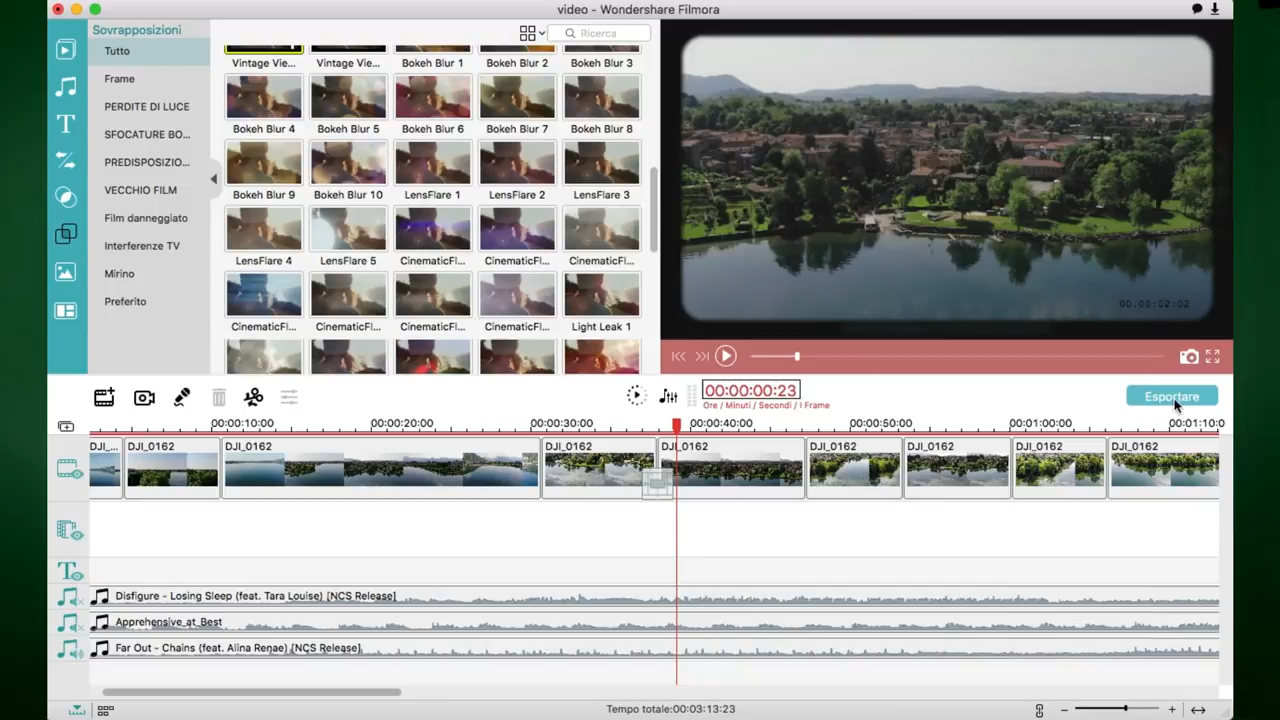 video - Wondershare Filmora
Sovrapposizioni
Tutto
Frame
PERDITE DI LUCE
SFOCATURE BO...
PREDISPOSIZIO...
VECCHIO FILM
Film danneggiato
Interferenze TV
Mirino
Preferito
Ricerca
Vintage Vie... Vintage Vie... Bokeh Blur 1 Bokeh Blur 2 Bokeh Blur 3
Bokeh Blur 4 Bokeh Blur 5 Bokeh Blur 6 Bokeh Blur 7 Bokeh Blur 8
Bokeh Blur 9 Bokeh Blur 10 LensFlare 1 LensFlare 2 LensFlare 3
LensFlare 4 LensFlare 5 CinematicFl... CinematicFl... CinematicFl...
CinematicFl... CinematicFl... CinematicFl... CinematicFl... Light Leak 1
00:00:02:02
00:00:00:23
Ore / Minuti / Secondi / I Frame
Esportare
00:00:10:00 00:00:20:00 00:00:30:00 00:00:40:00 00:00:50:00 00:01:00:00 00:01:10:0
DJI_... DJI_0162 DJI_0162 DJI_0162 DJI_0162 DJI_0162 DJI_0162 DJI_0162 DJI_0162
Disfigure - Losing Sleep (feat. Tara Louise) [NCS Release]
Apprehensive_at_Best
Far Out - Chains (feat. Alina Renae) [NCS Release]
Tempo totale:00:03:13:23